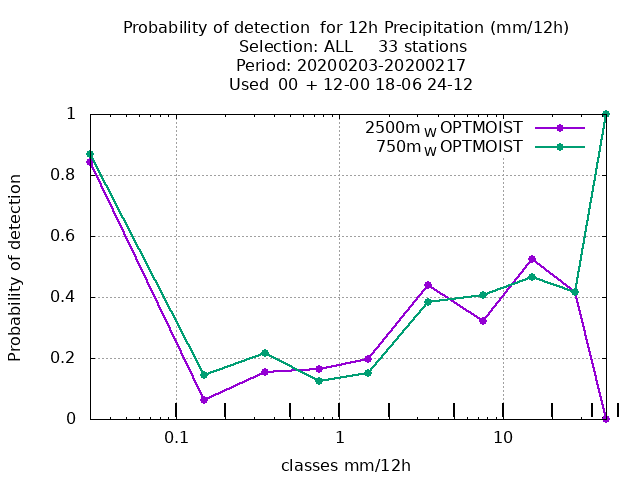 Probability of detection  for 12h Precipitation (mm/12h)
Selection: ALL     33 stations
Period: 20200203-20200217
Used  00 + 12-00 18-06 24-12
2500m W OPTMOIST
750m W OPTMOIST
1
0.8
0.6
0.4
0.2
0
Probability of detection
0.1
1
10
classes mm/12h